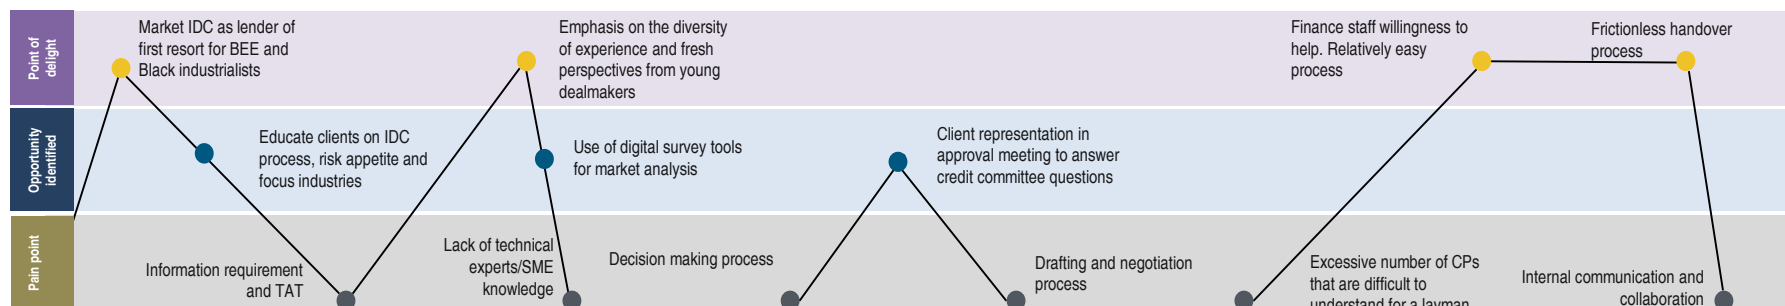 Point of
delight
Market IDC as lender of
first resort for BEE and
Black industrialists
Emphasis on the diversity
of experience and fresh
perspectives from young
dealmakers
Finance staff willingness to
help. Relatively easy
process
Frictionless handover
process
Opportunity
identified
Educate clients on IDC
process, risk appetite and
focus industries
Use of digital survey tools
for market analysis
Client representation in
approval meeting to answer
credit committee questions
Pain point
Information requirement
and TAT
Lack of technical
experts/SME
knowledge
Decision making process
Drafting and negotiation
process
Excessive number of CPs
that are difficult to
understand for a layman
Internal communication and
collaboration